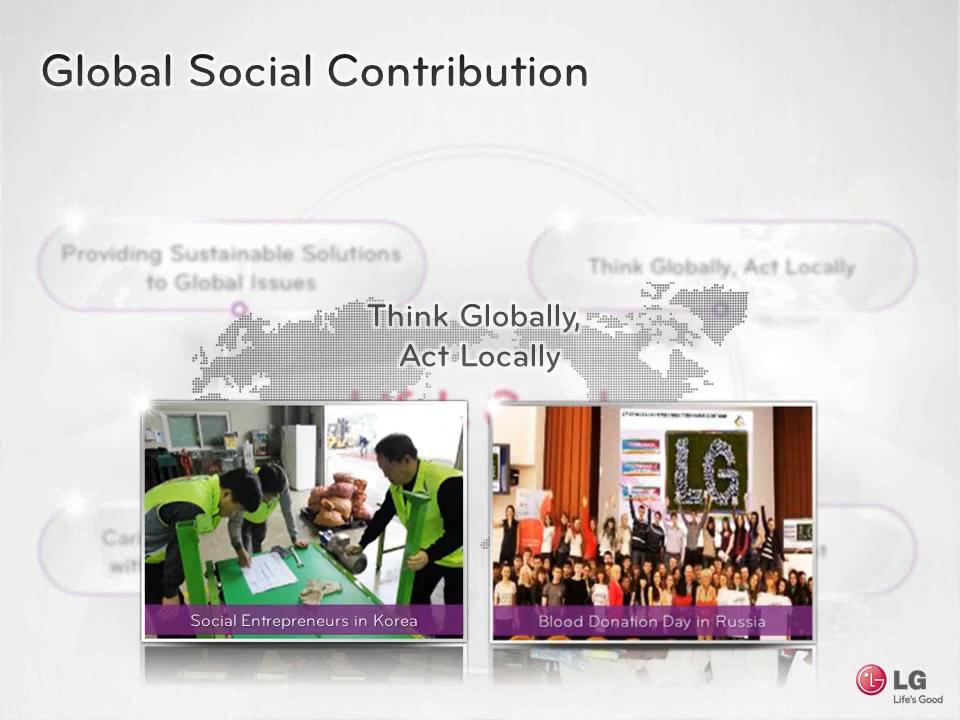 Global Social Contribution
Providing Sustainable Solutions
to Global Issues
Think Globally, Act Locally
Think Globally,
Act Locally
LG
Social Entrepreneurs in Korea
Blood Donation Day in Russia
LG
Life's Good